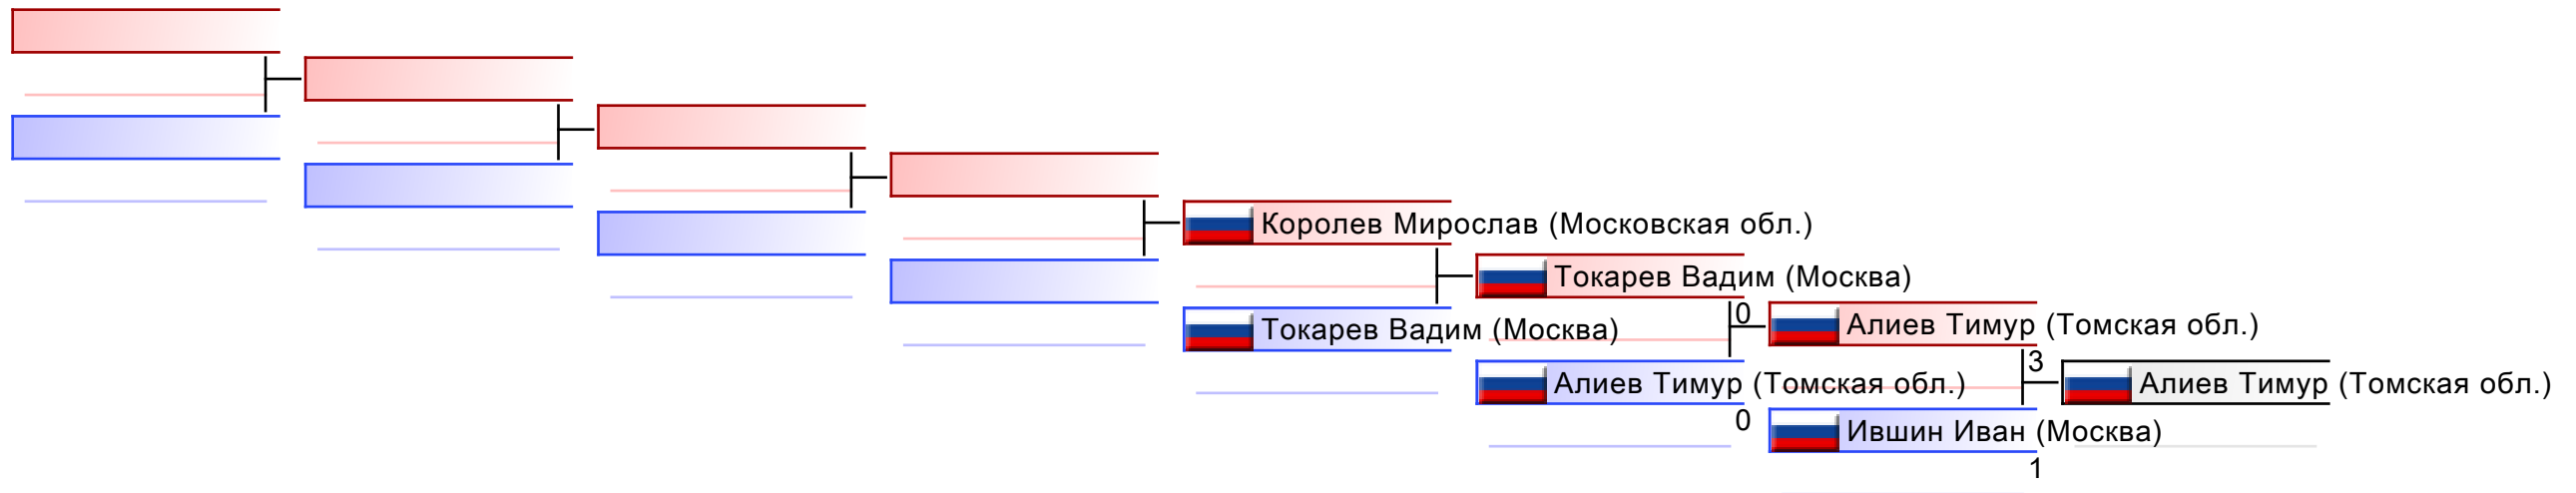 Королев Мирослав (Московская обл.)
Токарев Вадим (Москва)
0
Токарев Вадим (Москва)
Алиев Тимур (Томская обл.)
3
Алиев Тимур (Томская обл.)
Алиев Тимур (Томская обл.)
0
Ившин Иван (Москва)
1